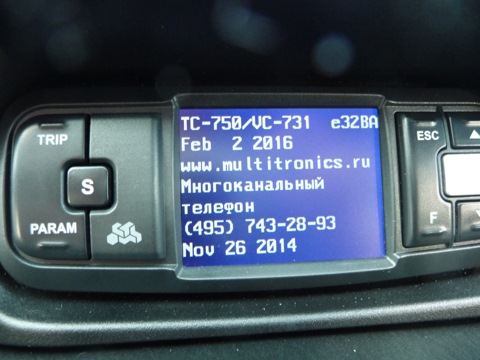 TC-750/VC-731 e32BA
Feb 2 2016
www.multitronics.ru
Многоканальный
телефон
(495) 743-28-93
Nov 26 2014
TRIP
S
PARAM
ESC
F